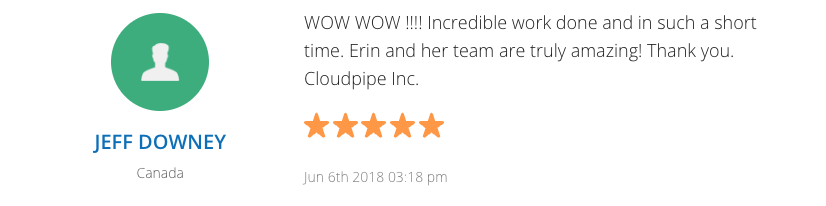 WOW WOW !!!! Incredible work done and in such a short
time. Erin and her team are truly amazing! Thank you.
Cloudpipe Inc.
JEFF DOWNEY
Canada
Jun 6th 2018 03:18 pm